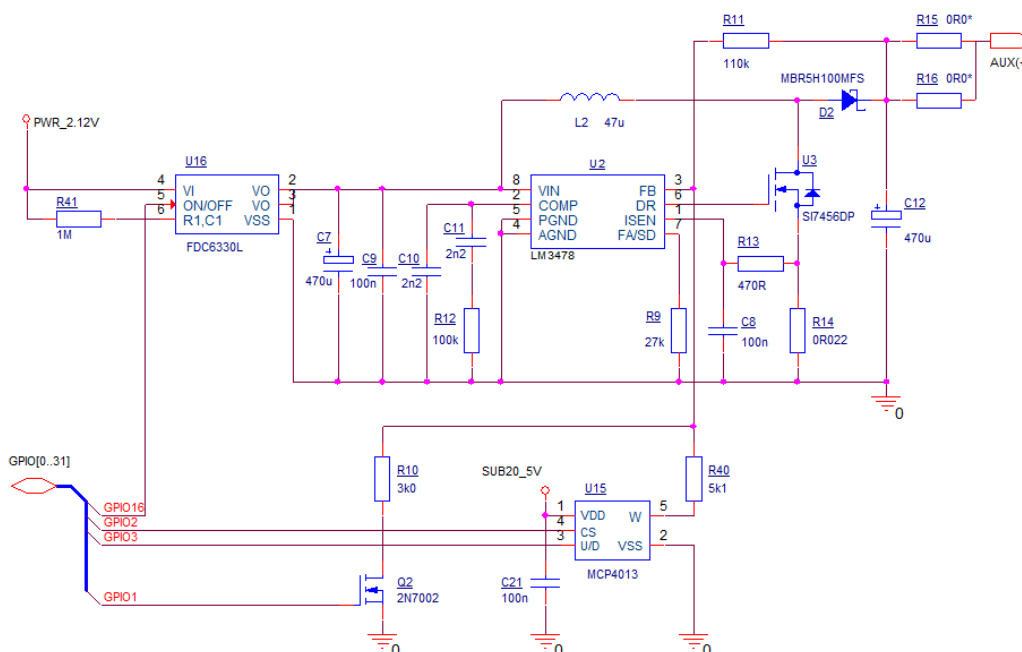 R11
110k
R15 0R0*
AUX(
R16 0R0*
MBR5H100MFS
D2
L2 47u
PWR_2.12V
U16
4 VI VO 2
5 ON/OFF VO 3
6 R1,C1 VSS 1
FDC6330L
R41
1M
U2
8 VIN FB 3
2 COMP DR 6
5 PGND ISEN 1
4 AGND FA/SD 7
LM3478
U3
SI7456DP
C12
470u
+
C7
470u
+
C9
100n
C10
2n2
C11
2n2
R12
100k
R9
27k
R13
470R
C8
100n
R14
0R022
0
GPIO[0..31]
GPIO16
GPIO2
GPIO3
GPIO1
R10
3k0
Q2
2N7002
0
SUB20_5V
U15
1 VDD W 5
4 CS
3 U/D VSS 2
MCP4013
R40
5k1
C21
100n
0
0